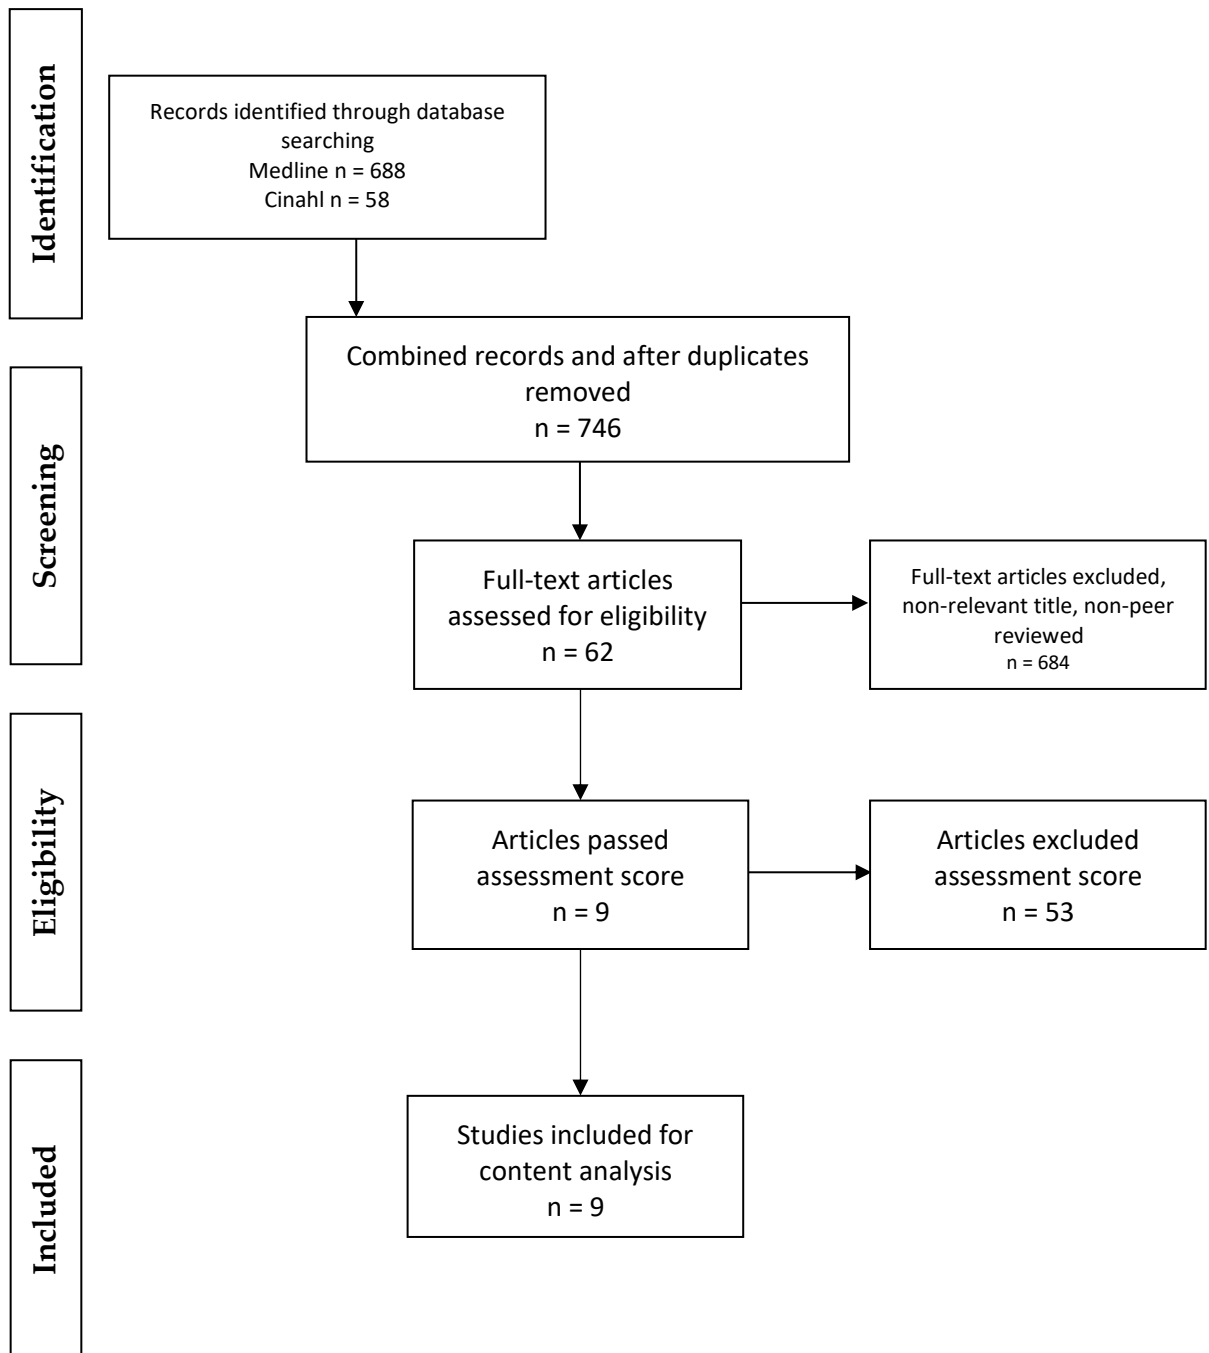 Identification
Records identified through database
searching
Medline n = 688
Cinahl n = 58
Combined records and after duplicates
removed
n = 746
Screening
Full-text articles
assessed for eligibility
n = 62
Full-text articles excluded,
non-relevant title, non-peer
reviewed
n = 684
Eligibility
Articles passed
assessment score
n = 9
Articles excluded
assessment score
n = 53
Included
Studies included for
content analysis
n = 9